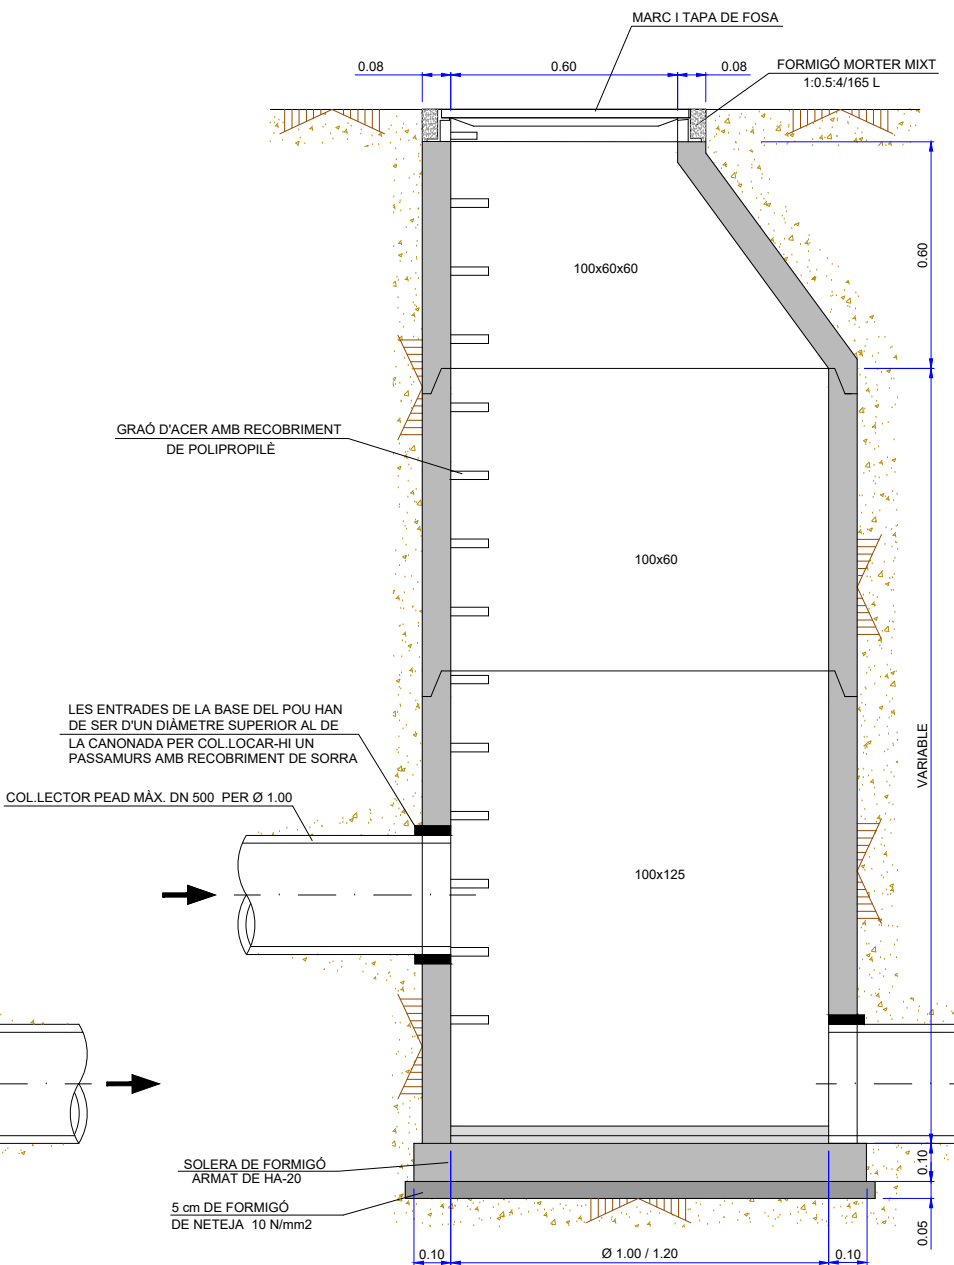 MARC I TAPA DE FOSA
0.08
0.60
0.08
FORMIGÓ MORTER MIXT
1:0.5:4/165 L
0.60
100x60x60
GRAÓ D'ACER AMB RECOBRIMENT
DE POLIPROPILÈ
100x60
LES ENTRADES DE LA BASE DEL POU HAN
DE SER D'UN DIÀMETRE SUPERIOR AL DE
LA CANONADA PER COL.LOCAR-HI UN
PASSAMURS AMB RECOBRIMENT DE SORRA
VARIABLE
COL.LECTOR PEAD MÀX. DN 500 PER Ø 1.00
100x125
SOLERA DE FORMIGÓ
ARMAT DE HA-20
0.10
5 cm DE FORMIGÓ
DE NETEJA 10 N/mm2
0.05
0.10
Ø 1.00 / 1.20
0.10